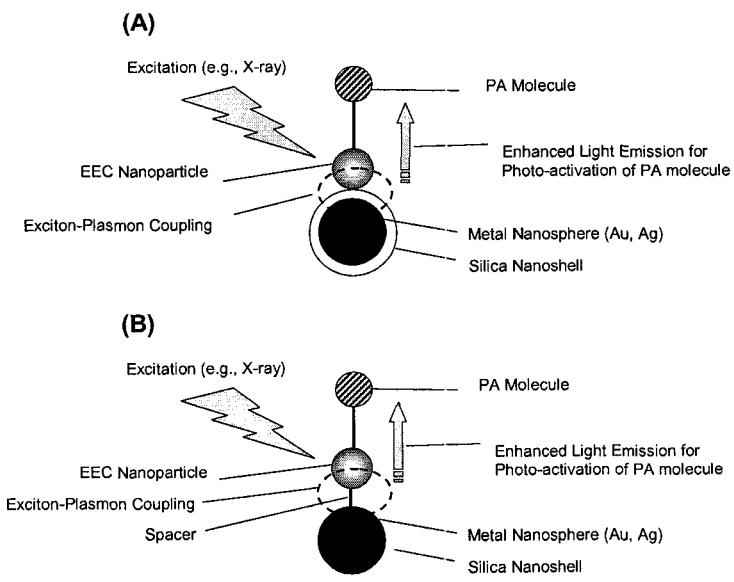 (A)
Excitation (e.g., X-ray)
PA Molecule
Enhanced Light Emission for
Photo-activation of PA molecule
EEC Nanoparticle
Exciton-Plasmon Coupling
Metal Nanosphere (Au, Ag)
Silica Nanoshell
(B)
Excitation (e.g., X-ray)
PA Molecule
Enhanced Light Emission for
Photo-activation of PA molecule
EEC Nanoparticle
Exciton-Plasmon Coupling
Spacer
Metal Nanosphere (Au, Ag)
Silica Nanoshell